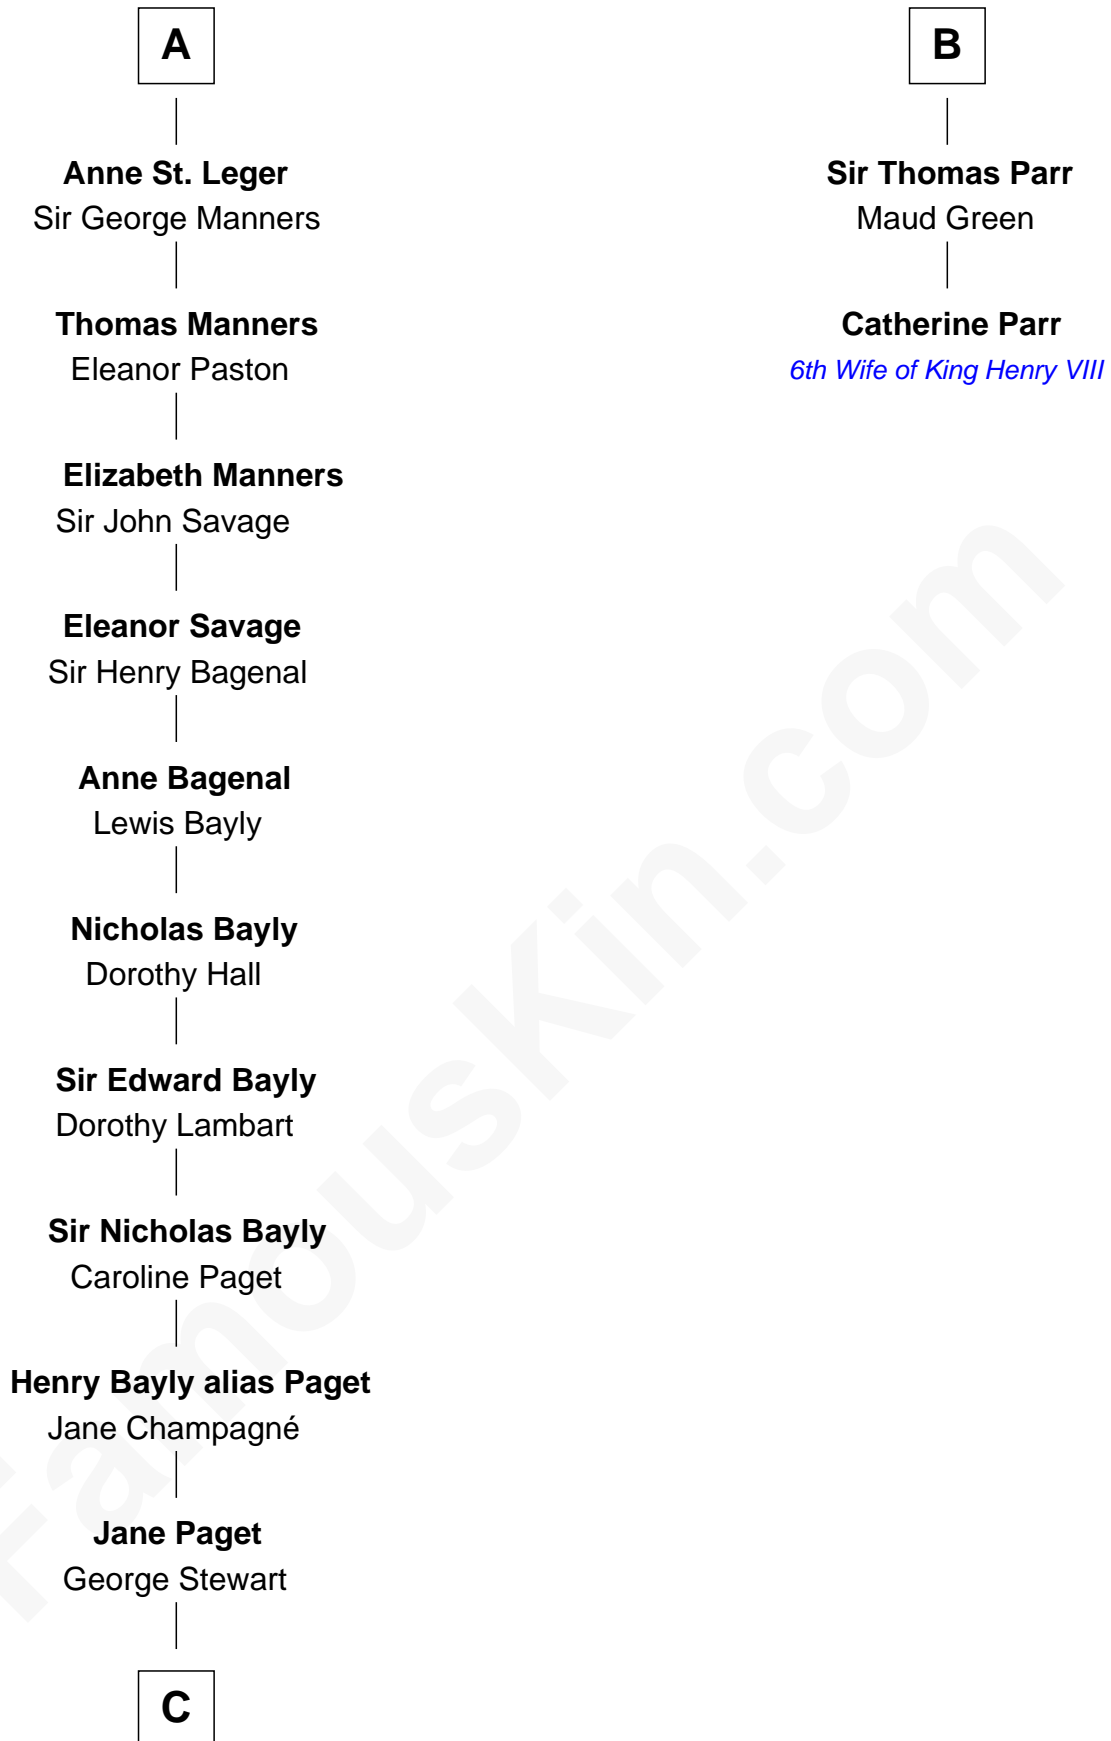 A
Anne St. Leger
Sir George Manners
Thomas Manners
Eleanor Paston
Elizabeth Manners
Sir John Savage
Eleanor Savage
Sir Henry Bagenal
Anne Bagenal
Lewis Bayly
Nicholas Bayly
Dorothy Hall
Sir Edward Bayly
Dorothy Lambart
Sir Nicholas Bayly
Caroline Paget
Henry Bayly alias Paget
Jane Champagné
Jane Paget
George Stewart
C
B
Sir Thomas Parr
Maud Green
Catherine Parr
6th Wife of King Henry VIII
FamousKin.com